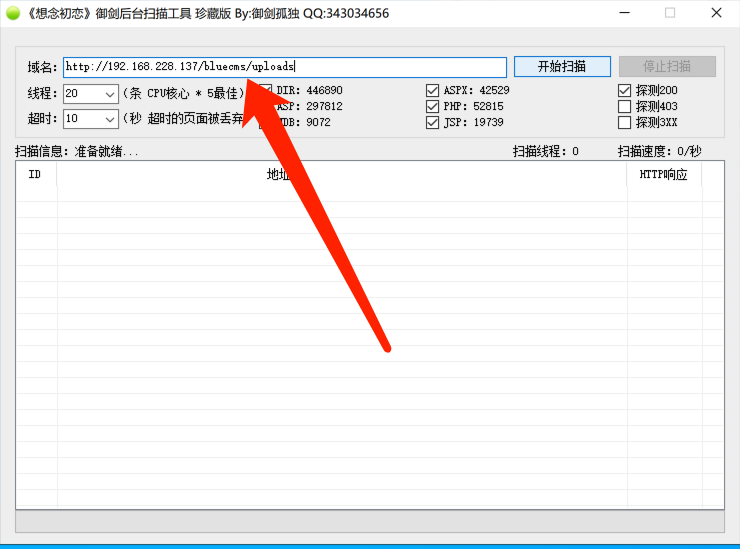 《想念初恋》御剑后台扫描工具 珍藏版 By:御剑孤独 QQ:343034656
域名: http://192.168.228.137/bluecms/uploads 开始扫描 停止扫描
线程: 20 (条 CPU核心 * 5最佳) DIR: 446890 ASPX: 42529 探测200
超时: 10 (秒 超时的页面被丢弃 ASP: 297812 PHP: 52815 探测403
MDB: 9072 JSP: 19739 探测3XX
扫描信息: 准备就绪... 扫描线程: 0 扫描速度: 0/秒
ID 地址 HTTP响应